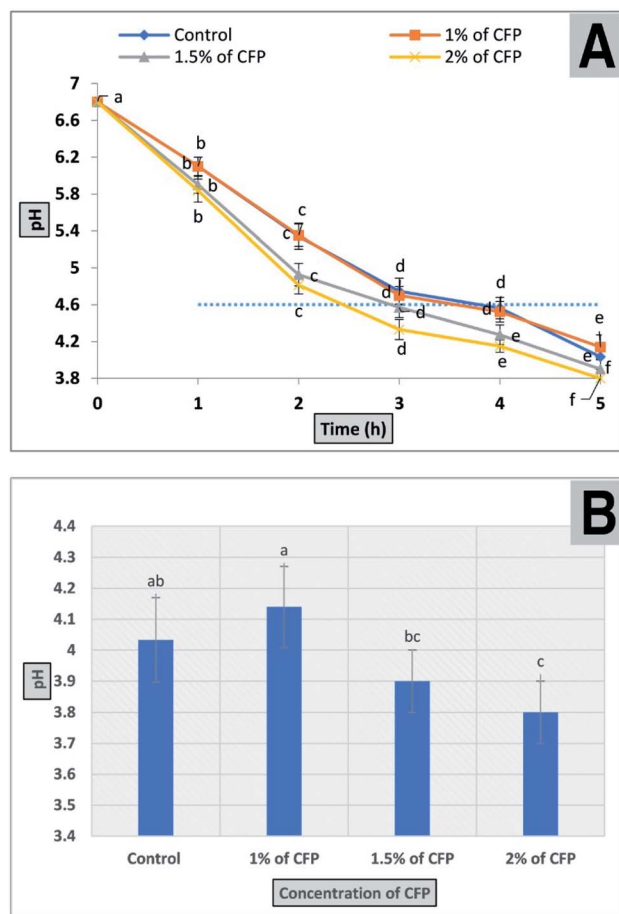 Control
1% of CFP
1.5% of CFP
2% of CFP
A
7
6.6
6.2
5.8
5.4
5
4.6
4.2
3.8
pH
a
b
b
b
b
c
c
c
c
d
d
d
d
d
d
e
e
e
e
f
f
0
1
2
3
4
5
Time (h)
B
4.4
4.3
4.2
4.1
4
3.9
3.8
3.7
3.6
3.5
3.4
pH
ab
a
bc
c
Control
1% of CFP
1.5% of CFP
2% of CFP
Concentration of CFP